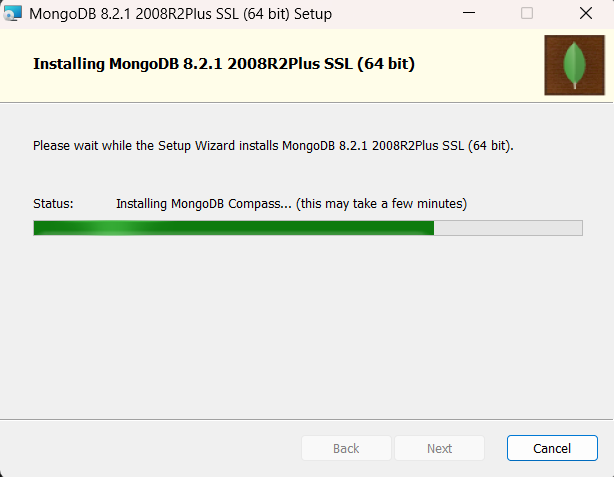 MongoDB 8.2.1 2008R2Plus SSL (64 bit) Setup
Installing MongoDB 8.2.1 2008R2Plus SSL (64 bit)
Please wait while the Setup Wizard installs MongoDB 8.2.1 2008R2Plus SSL (64 bit).
Status: Installing MongoDB Compass... (this may take a few minutes)
Back Next Cancel